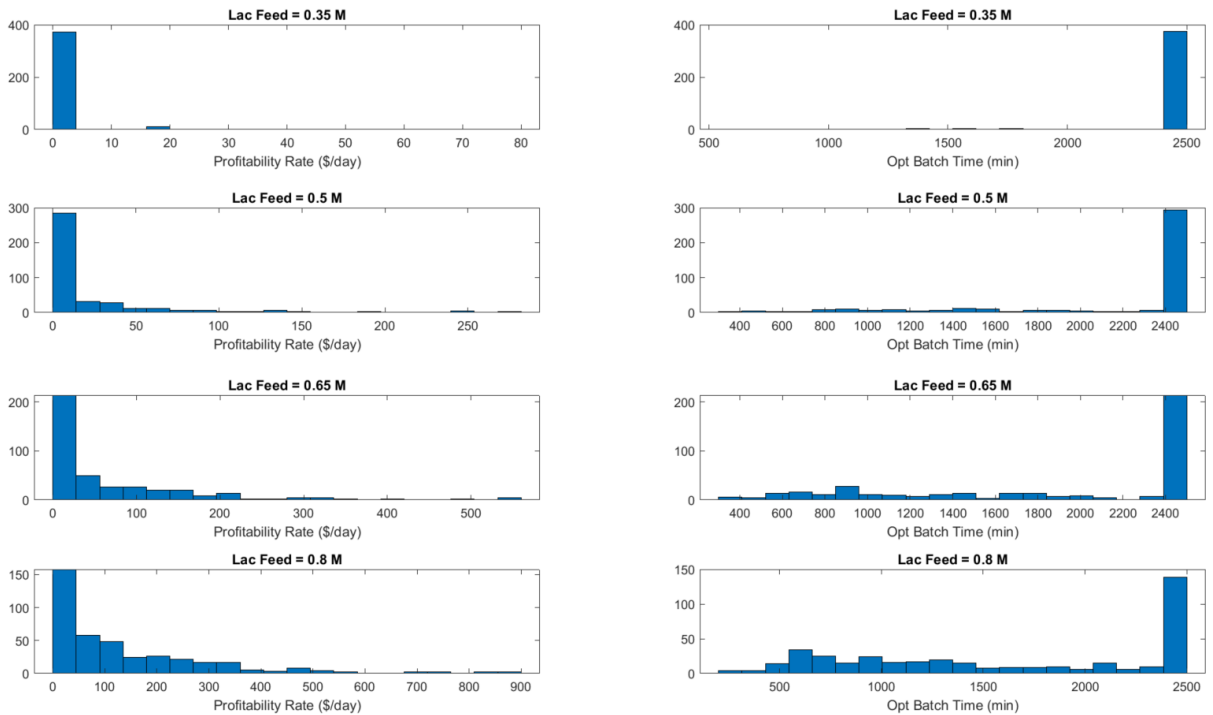 Lac Feed = 0.35 M
400
200
0
0 10 20 30 40 50 60 70 80
Profitability Rate ($/day)
Lac Feed = 0.35 M
400
200
0
500 1000 1500 2000 2500
Opt Batch Time (min)
Lac Feed = 0.5 M
300
200
100
0
0 50 100 150 200 250
Profitability Rate ($/day)
Lac Feed = 0.5 M
300
200
100
0
400 600 800 1000 1200 1400 1600 1800 2000 2200 2400
Opt Batch Time (min)
Lac Feed = 0.65 M
200
100
0
0 100 200 300 400 500
Profitability Rate ($/day)
Lac Feed = 0.65 M
200
100
0
400 600 800 1000 1200 1400 1600 1800 2000 2200 2400
Opt Batch Time (min)
Lac Feed = 0.8 M
150
100
50
0
0 100 200 300 400 500 600 700 800 900
Profitability Rate ($/day)
Lac Feed = 0.8 M
150
100
50
0
500 1000 1500 2000 2500
Opt Batch Time (min)